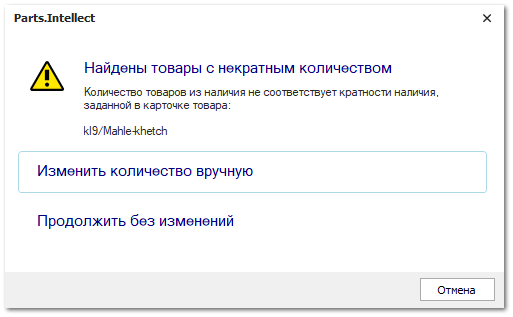 Parts.Intellect
Найдены товары с некратным количеством
Количество товаров из наличия не соответствует кратности наличия,
заданной в карточке товара:
kl9/Mahle-khetch
Изменить количество вручную
Продолжить без изменений
Отмена